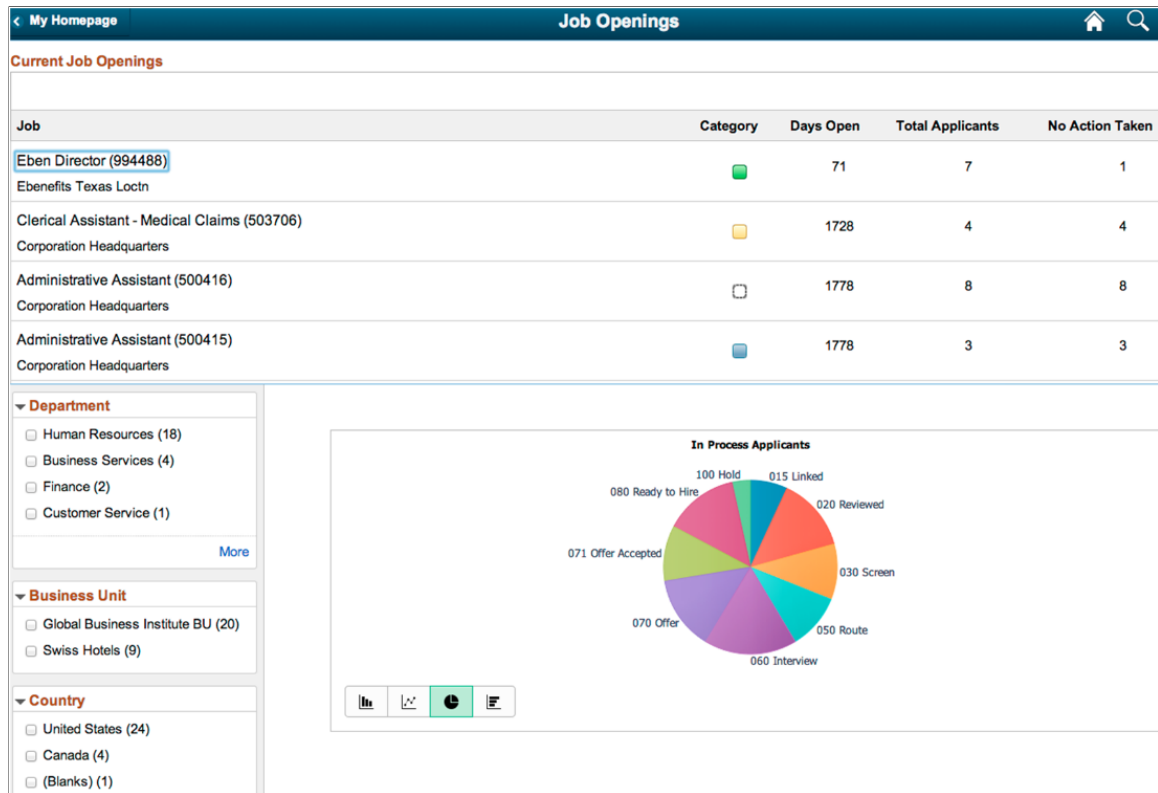 My Homepage
Job Openings
Current Job Openings
Job Category Days Open Total Applicants No Action Taken
Eben Director (994488) 71 7 1
Ebenefits Texas Loctn
Clerical Assistant - Medical Claims (503706) 1728 4 4
Corporation Headquarters
Administrative Assistant (500416) 1778 8 8
Corporation Headquarters
Administrative Assistant (500415) 1778 3 3
Corporation Headquarters
Department
Human Resources (18)
Business Services (4)
Finance (2)
Customer Service (1)
More
Business Unit
Global Business Institute BU (20)
Swiss Hotels (9)
Country
United States (24)
Canada (4)
(Blanks) (1)
In Process Applicants
100 Hold
015 Linked
080 Ready to Hire
020 Reviewed
071 Offer Accepted
030 Screen
070 Offer
050 Route
060 Interview